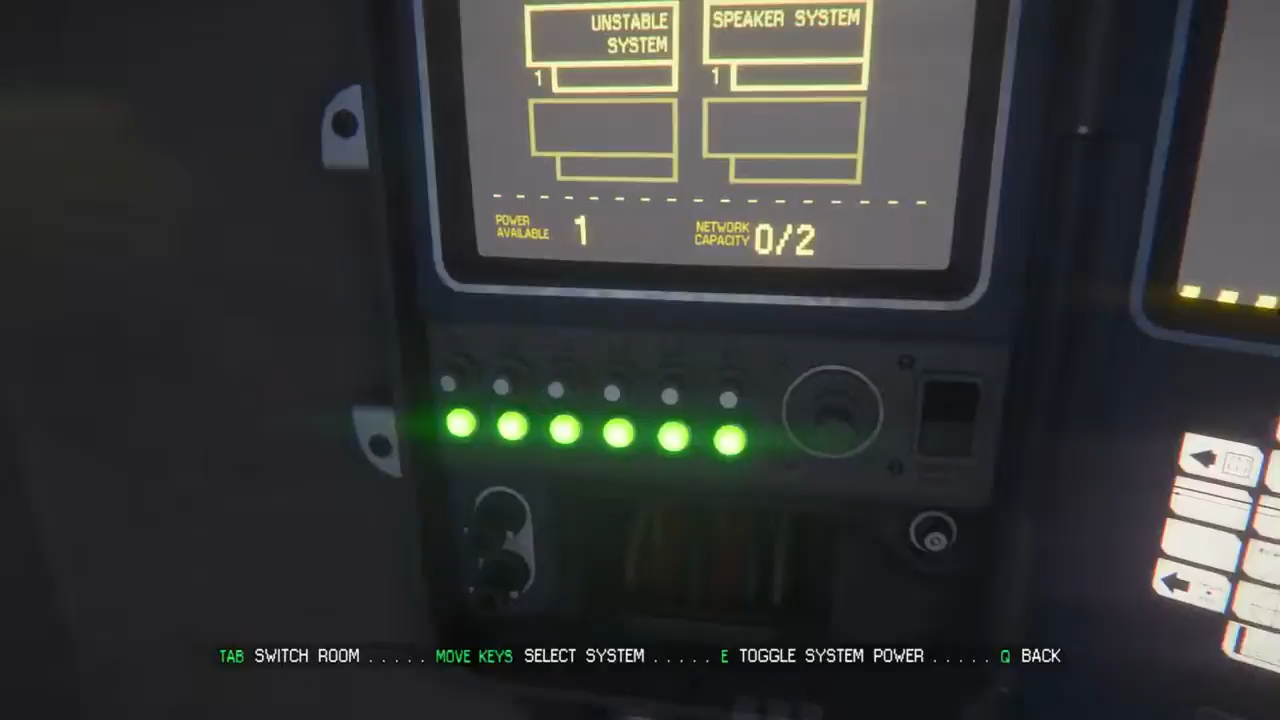 UNSTABLE SYSTEM
SPEAKER SYSTEM
1
1
POWER AVAILABLE 1
NETWORK CAPACITY 0/2
TAB SWITCH ROOM ..... MOVE KEYS SELECT SYSTEM ..... E TOGGLE SYSTEM POWER ..... Q BACK